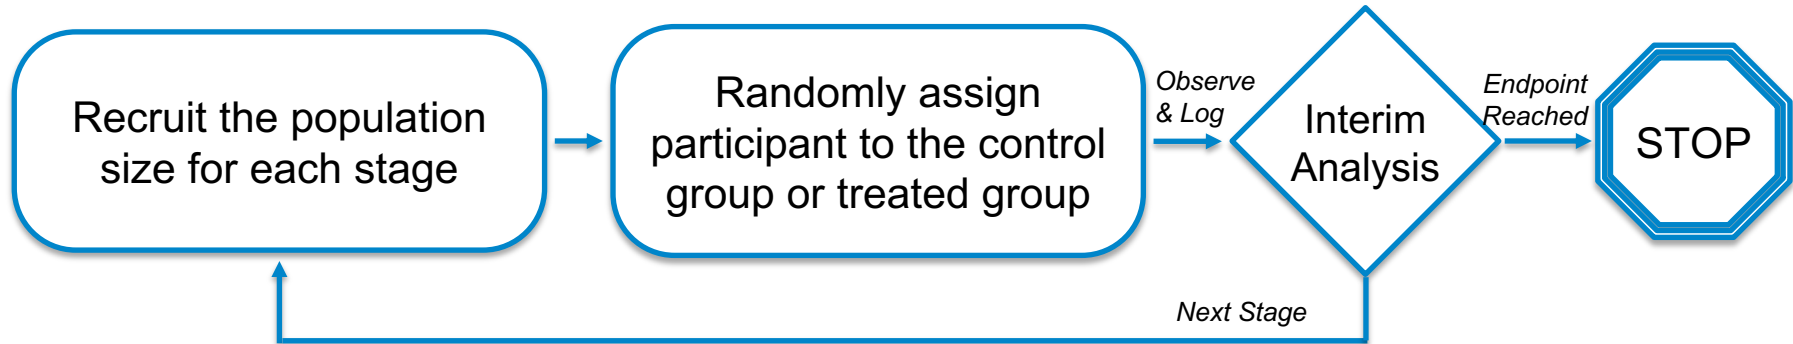 Recruit the population
size for each stage
Randomly assign
participant to the control
group or treated group
Observe
& Log
Interim
Analysis
Endpoint
Reached
STOP
Next Stage